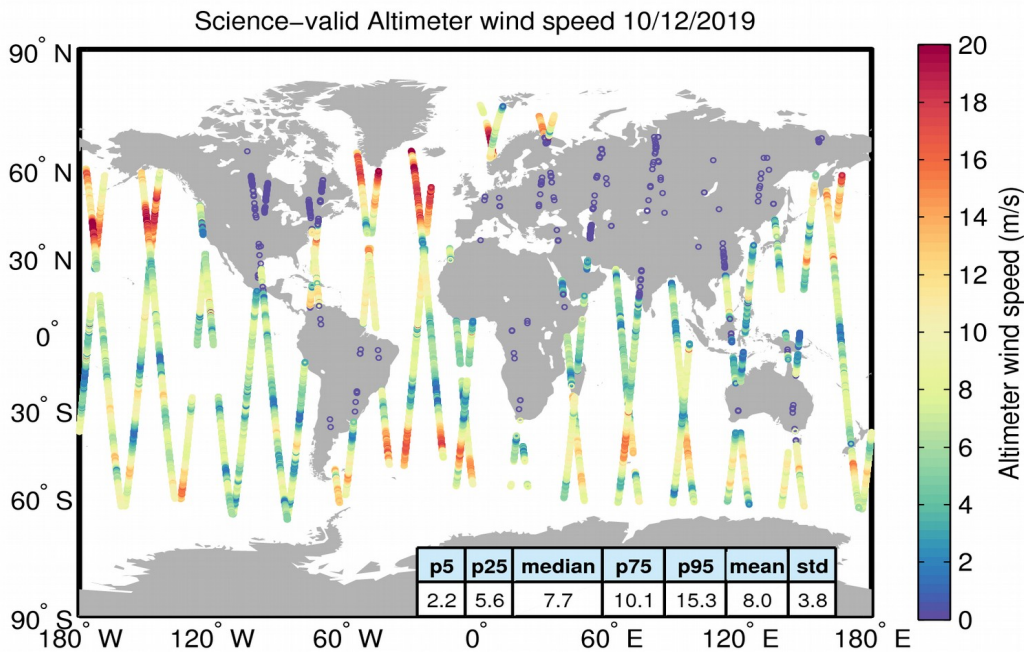 Science−valid Altimeter wind speed 10/12/2019
90° N
60° N
30° N
0°
30° S
60° S
90° S
180° W
120° W
60° W
0°
60° E
120° E
180° E
p5 p25 median p75 p95 mean std
2.2 5.6 7.7 10.1 15.3 8.0 3.8
20
18
16
14
12
10
8
6
4
2
0
Altimeter wind speed (m/s)